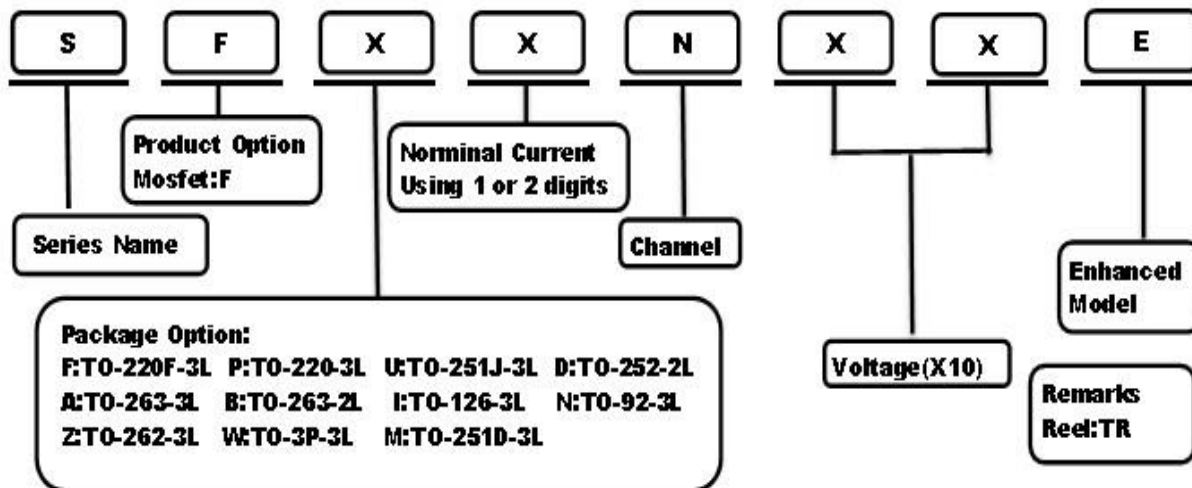 S F X X N X X E
Product Option
Mosfet:F
Norminal Current
Using 1 or 2 digits
Series Name
Channel
Enhanced
Model
Package Option:
F:TO-220F-3L P:TO-220-3L U:TO-251J-3L D:TO-252-2L
A:TO-263-3L B:TO-263-2L I:TO-126-3L N:TO-92-3L
Z:TO-262-3L W:TO-3P-3L M:TO-251D-3L
Voltage(X10)
Remarks
Reel:TR